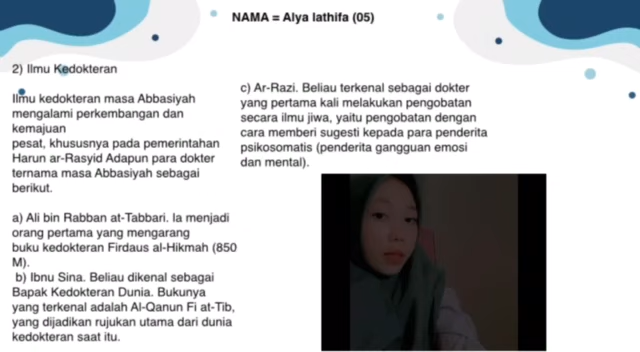 NAMA = Alya lathifa (05)
2) Ilmu Kedokteran
Ilmu kedokteran masa Abbasiyah
mengalami perkembangan dan
kemajuan
pesat, khususnya pada pemerintahan
Harun ar-Rasyid Adapun para dokter
ternama masa Abbasiyah sebagai
berikut.
a) Ali bin Rabban at-Tabbari. Ia menjadi
orang pertama yang mengarang
buku kedokteran Firdaus al-Hikmah (850
M).
b) Ibnu Sina. Beliau dikenal sebagai
Bapak Kedokteran Dunia. Bukunya
yang terkenal adalah Al-Qanun Fi at-Tib,
yang dijadikan rujukan utama dari dunia
kedokteran saat itu.
c) Ar-Razi. Beliau terkenal sebagai dokter
yang pertama kali melakukan pengobatan
secara ilmu jiwa, yaitu pengobatan dengan
cara memberi sugesti kepada para penderita
psikosomatis (penderita gangguan emosi
dan mental).